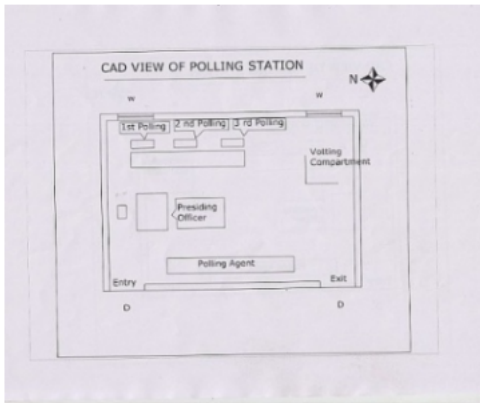 CAD VIEW OF POLLING STATION
N
W
W
1st Polling
2 nd Polling
3 rd Polling
Volting
Compartment
Presiding
Officer
Polling Agent
Entry
Exit
D
D